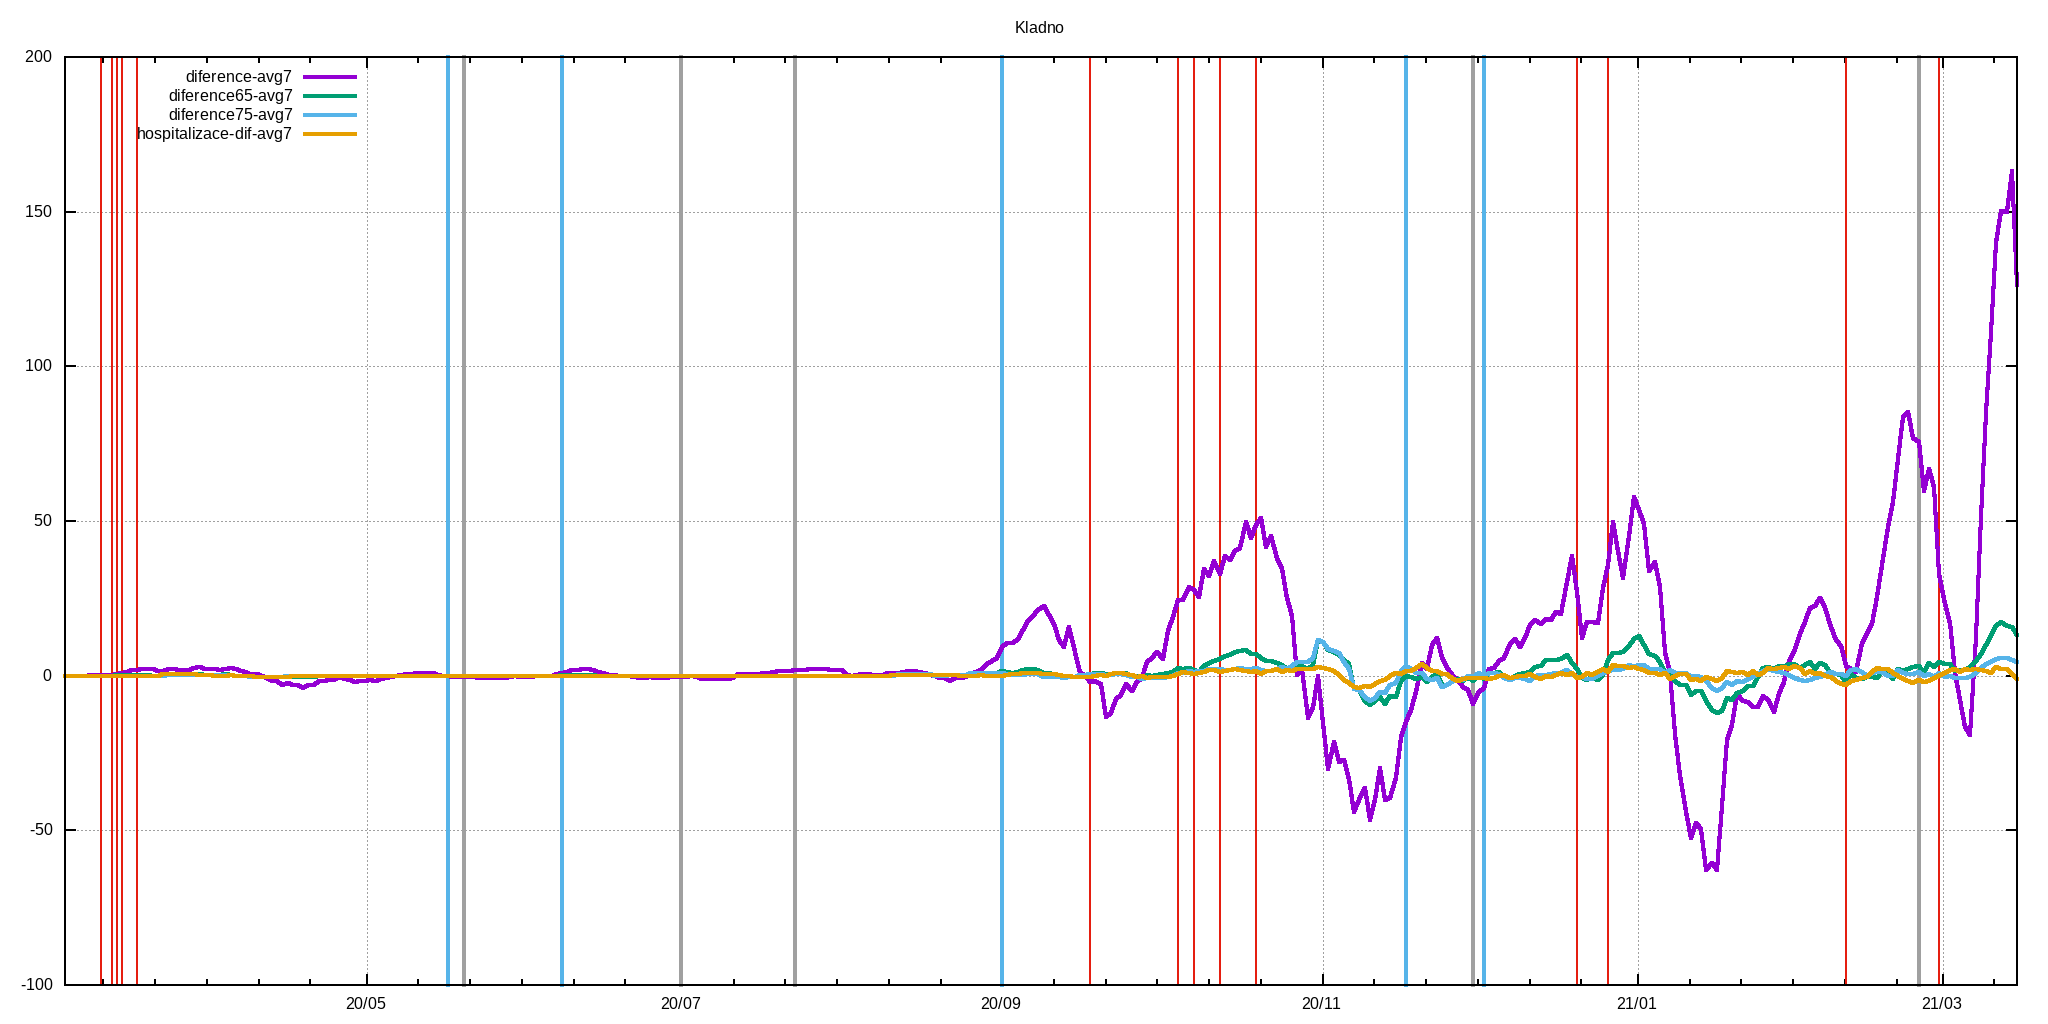 Kladno
200
150
100
50
0
-50
-100
diference-avg7
diference65-avg7
diference75-avg7
hospitalizace-dif-avg7
20/05 20/07 20/09 20/11 21/01 21/03